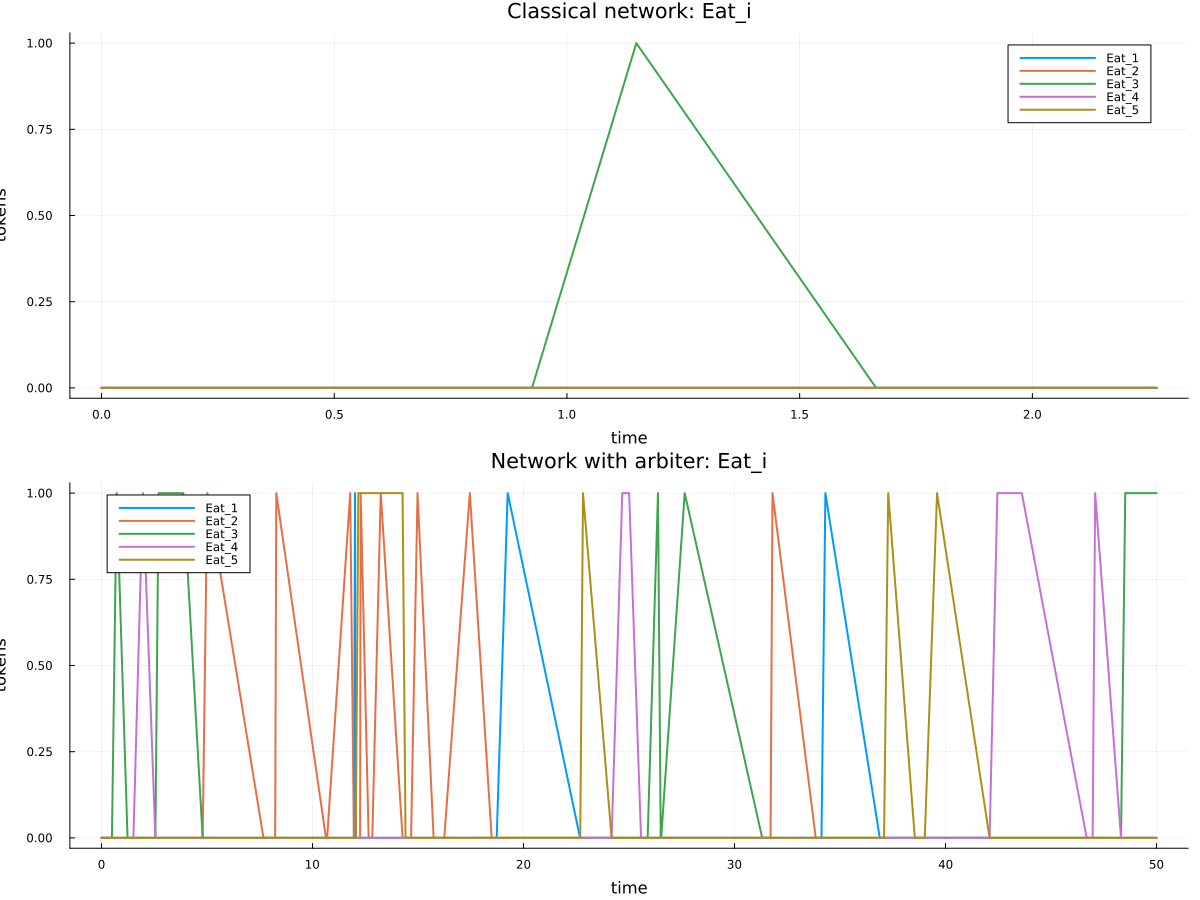 Classical network: Eat_i
1.00
0.75
0.50
0.25
0.00
Eat_1
Eat_2
Eat_3
Eat_4
Eat_5
0.0 0.5 1.0 1.5 2.0
time
Network with arbiter: Eat_i
1.00
0.75
0.50
0.25
0.00
Eat_1
Eat_2
Eat_3
Eat_4
Eat_5
0 10 20 30 40 50
time